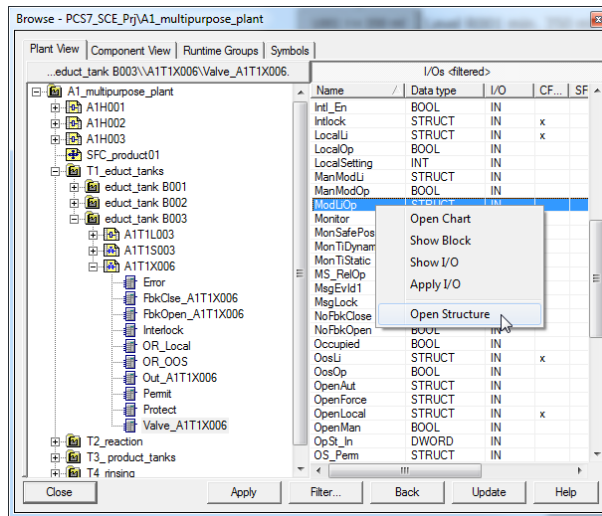 Browse - PCS7_SCE_Prj\A1_multipurpose_plant
Plant View Component View Runtime Groups Symbols
...educt_tank B003\\A1T1X006\Valve_A1T1X006.
I/Os <filtered>
A1_multipurpose_plant
A1H001
A1H002
A1H003
SFC_product01
T1_educt_tanks
educt_tank B001
educt_tank B002
educt_tank B003
A1T1L003
A1T1S003
A1T1X006
Error
FbkClse_A1T1X006
FbkOpen_A1T1X006
Interlock
OR_Local
OR_OOS
Out_A1T1X006
Permit
Protect
Valve_A1T1X006
T2_reaction
T3_product_tanks
T4_rinsing
Name / Data type I/O CF... SF
Intl_En BOOL IN
Intlock STRUCT IN x
LocalLi STRUCT IN x
LocalOp BOOL IN
LocalSetting INT IN
ManModLi STRUCT IN
ManModOp BOOL IN
ModLiOp STRUCT IN
Monitor
MonSafePos
MonTiDynam
MonTiStatic
MS_RelOp
MsgEvId1
MsgLock
NoFbkClose
NoFbkOpen BOOL IN
Occupied BOOL IN
OosLi STRUCT IN x
OosOp BOOL IN
OpenAut STRUCT IN
OpenForce STRUCT IN
OpenLocal STRUCT IN x
OpenMan BOOL IN
OpSt_In DWORD IN
OS_Perm STRUCT IN
Open Chart
Show Block
Show I/O
Apply I/O
Open Structure
Close Apply Filter... Back Update Help